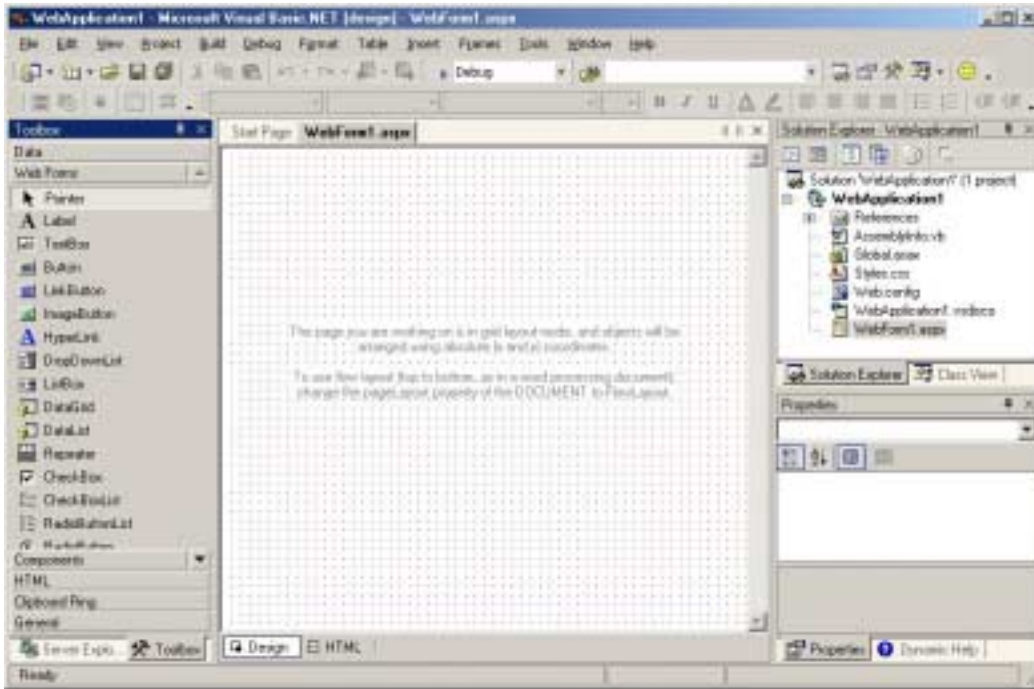 WebApplication1 - Microsoft Visual Basic.NET [design] - WebForm1.aspx
File Edit View Project Build Debug Format Table Insert Frames Tools Window Help
Debug
B I U A
Toolbox
Data
Web Forms
Pointer
Label
TextBox
Button
LinkButton
ImageButton
HyperLink
DropDownList
ListBox
DataGrid
DataList
Repeater
CheckBox
CheckBoxList
RadioButtonList
RadioButton
Components
HTML
Clipboard Ring
General
Server Explo... Toolbox
Start Page WebForm1.aspx
The page you are working on is in grid layout mode, and objects will be
arranged using absolute (x and y) coordinates.
To use flow layout (top to bottom, as in a word processing document),
change the pageLayout property of the DOCUMENT to FlowLayout.
Design HTML
Solution Explorer - WebApplication1
Solution 'WebApplication1' (1 project)
WebApplication1
References
AssemblyInfo.vb
Global.asax
Styles.css
Web.config
WebApplication1.vsdisco
WebForm1.aspx
Solution Explorer Class View
Properties
Properties Dynamic Help
Ready